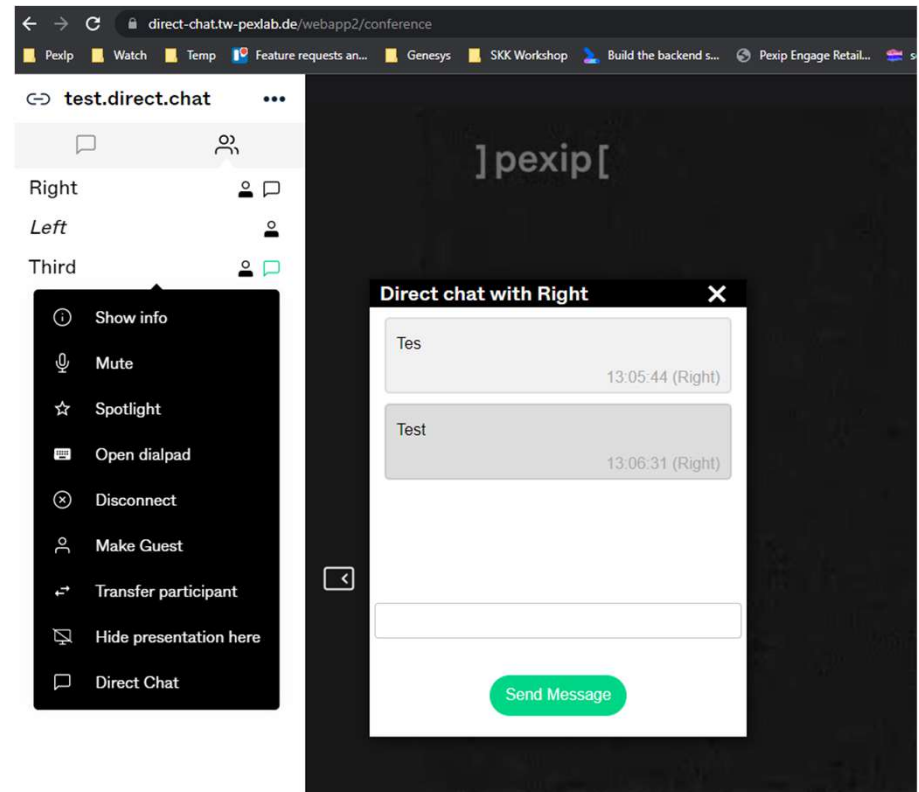 direct-chat.tw-pexlab.de/webapp2/conference
PexIp Watch Temp Feature requests an... Genesys SKK Workshop Build the backend s... Pexip Engage Retail... s
test.direct.chat
]pexip[
Right
Left
Third
Show info
Mute
Spotlight
Open dialpad
Disconnect
Make Guest
Transfer participant
Hide presentation here
Direct Chat
Direct chat with Right
Tes
13:05:44 (Right)
Test
13:06:31 (Right)
Send Message